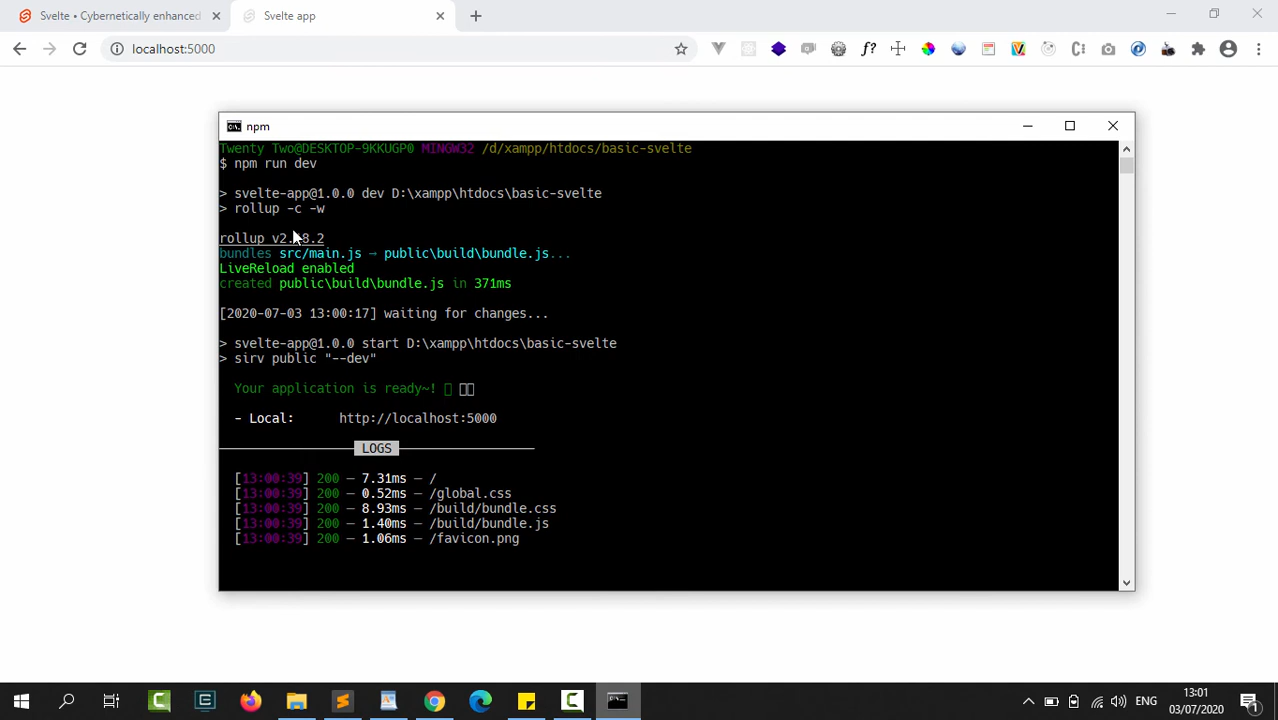 Svelte • Cybernetically enhanced
Svelte app
localhost:5000
npm
Twenty Two@DESKTOP-9KKUGP0 MINGW32 /d/xampp/htdocs/basic-svelte
$ npm run dev
> svelte-app@1.0.0 dev D:\xampp\htdocs\basic-svelte
> rollup -c -w
rollup
bundles src/main.js → public\build\bundle.js...
LiveReload enabled
created public\build\bundle.js in 371ms
[2020-07-03 13:00:17] waiting for changes...
> svelte-app@1.0.0 start D:\xampp\htdocs\basic-svelte
> sirv public "--dev"
Your application is ready~!
- Local: http://localhost:5000
LOGS
[13:00:39] 200 — 7.31ms — /
[13:00:39] 200 — 0.52ms — /global.css
[13:00:39] 200 — 8.93ms — /build/bundle.css
[13:00:39] 200 — 1.40ms — /build/bundle.js
[13:00:39] 200 — 1.06ms — /favicon.png
ENG
13:01
03/07/2020